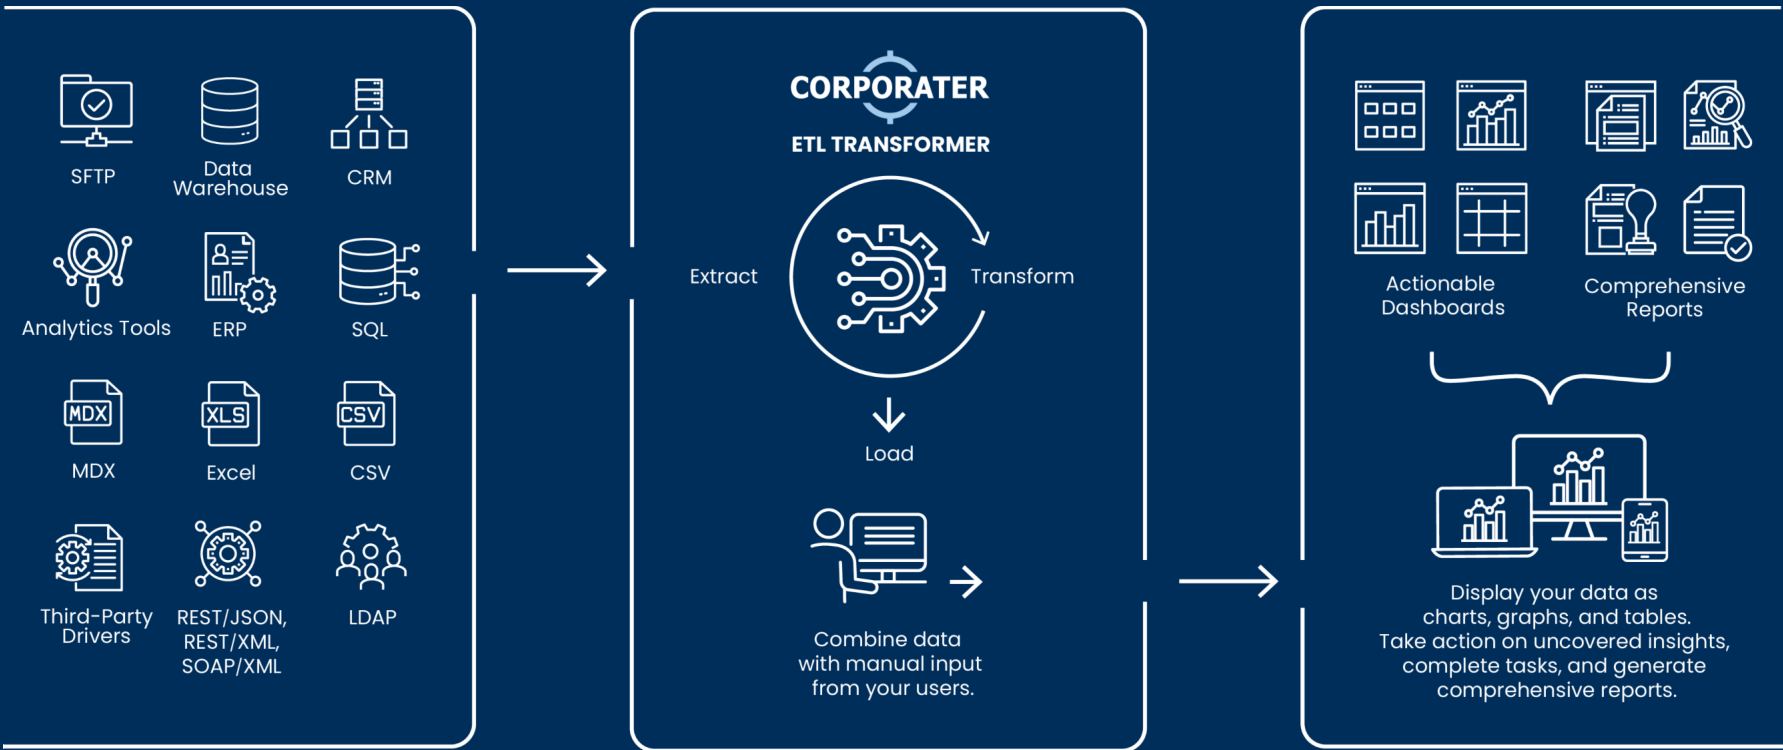 SFTP
Data
Warehouse
CRM
Analytics Tools
ERP
SQL
MDX
XLS
CSV
MDX
Excel
CSV
Third-Party
Drivers
REST/JSON,
REST/XML,
SOAP/XML
LDAP
CORPORATER
ETL TRANSFORMER
Extract
Transform
Load
Combine data
with manual input
from your users.
Actionable
Dashboards
Comprehensive
Reports
Display your data as
charts, graphs, and tables.
Take action on uncovered insights,
complete tasks, and generate
comprehensive reports.